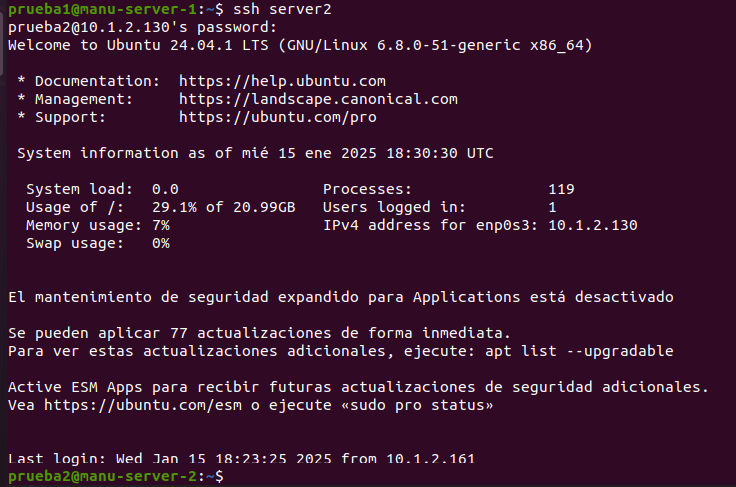 prueba1@manu-server-1:~$ ssh server2
prueba2@10.1.2.130's password:
Welcome to Ubuntu 24.04.1 LTS (GNU/Linux 6.8.0-51-generic x86_64)
* Documentation:  https://help.ubuntu.com
* Management:     https://landscape.canonical.com
* Support:        https://ubuntu.com/pro
System information as of mié 15 ene 2025 18:30:30 UTC
System load:  0.0                Processes:               119
Usage of /:   29.1% of 20.99GB   Users logged in:         1
Memory usage: 7%                 IPv4 address for enp0s3: 10.1.2.130
Swap usage:   0%
El mantenimiento de seguridad expandido para Applications está desactivado
Se pueden aplicar 77 actualizaciones de forma inmediata.
Para ver estas actualizaciones adicionales, ejecute: apt list --upgradable
Active ESM Apps para recibir futuras actualizaciones de seguridad adicionales.
Vea https://ubuntu.com/esm o ejecute «sudo pro status»
Last login: Wed Jan 15 18:23:25 2025 from 10.1.2.161
prueba2@manu-server-2:~$